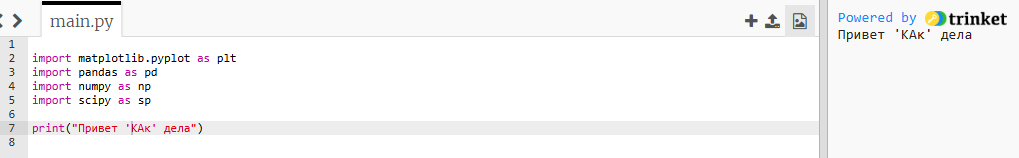 main.py
Powered by trinket
Привет 'КАк' дела
1
2 import matplotlib.pyplot as plt
3 import pandas as pd
4 import numpy as np
5 import scipy as sp
6
7 print("Привет 'КАк' дела")
8